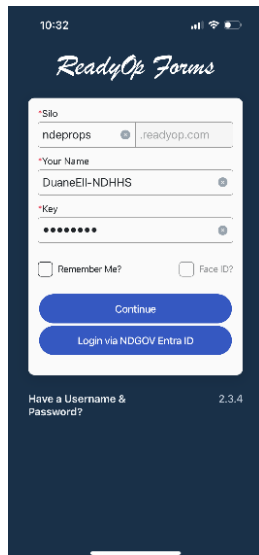 10:32
ReadyOp Forms
*Silo
ndeprops .readyop.com
*Your Name
DuaneEll-NDHHS
*Key
••••••••
Remember Me? Face ID?
Continue
Login via NDGOV Entra ID
Have a Username & 2.3.4
Password?